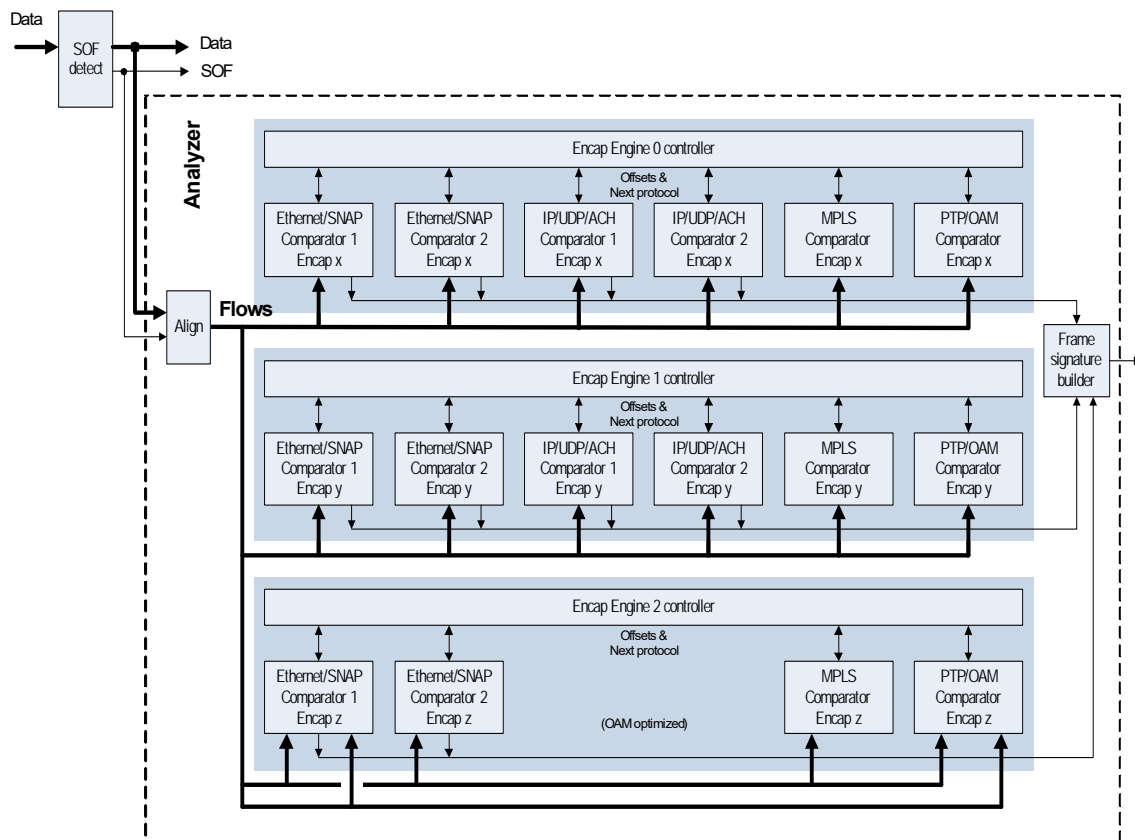 Data
SOF
detect
Data
SOF
Analyzer
Encap Engine 0 controller
Offsets &
Next protocol
Ethernet/SNAP
Comparator 1
Encap x
Ethernet/SNAP
Comparator 2
Encap x
IP/UDP/ACH
Comparator 1
Encap x
IP/UDP/ACH
Comparator 2
Encap x
MPLS
Comparator
Encap x
PTP/OAM
Comparator
Encap x
Align
Flows
Frame
signature
builder
Encap Engine 1 controller
Offsets &
Next protocol
Ethernet/SNAP
Comparator 1
Encap y
Ethernet/SNAP
Comparator 2
Encap y
IP/UDP/ACH
Comparator 1
Encap y
IP/UDP/ACH
Comparator 2
Encap y
MPLS
Comparator
Encap y
PTP/OAM
Comparator
Encap y
Encap Engine 2 controller
Offsets &
Next protocol
Ethernet/SNAP
Comparator 1
Encap z
Ethernet/SNAP
Comparator 2
Encap z
(OAM optimized)
MPLS
Comparator
Encap z
PTP/OAM
Comparator
Encap z